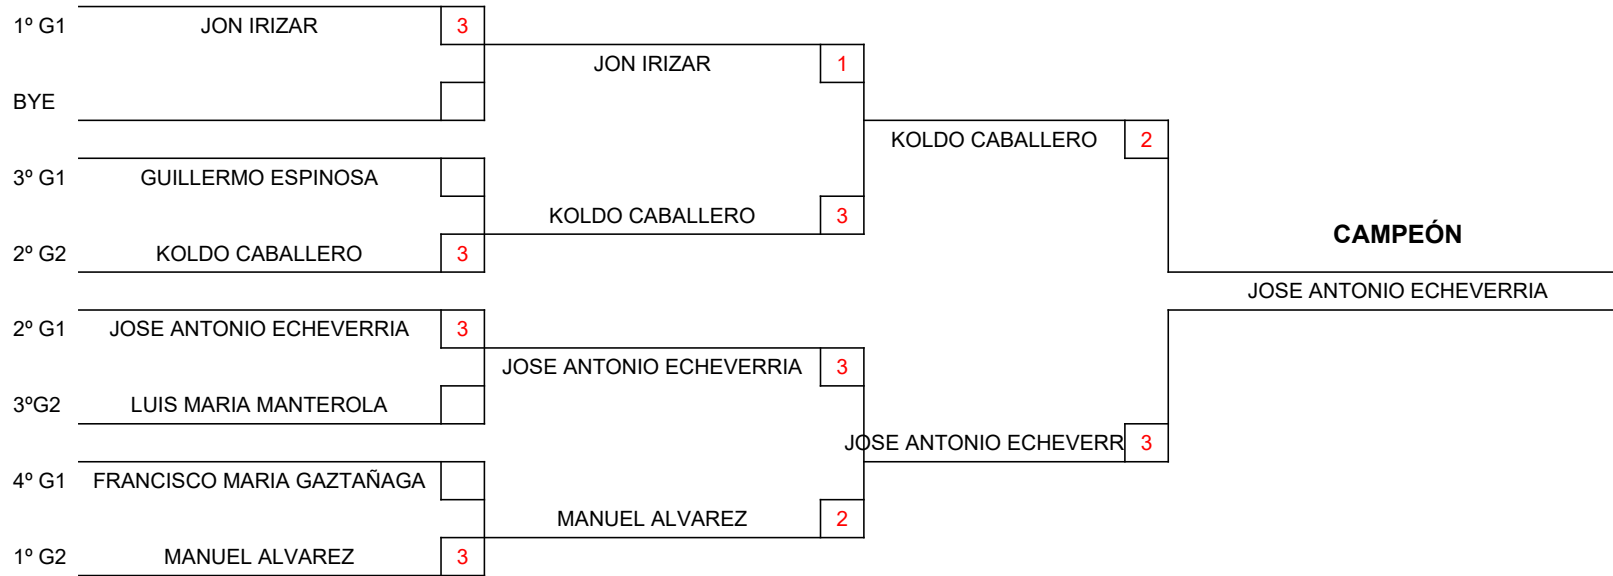 1º G1 JON IRIZAR 3
JON IRIZAR 1
BYE
KOLDO CABALLERO 2
3º G1 GUILLERMO ESPINOSA
KOLDO CABALLERO 3
CAMPEÓN
2º G2 KOLDO CABALLERO 3
JOSE ANTONIO ECHEVERRIA
2º G1 JOSE ANTONIO ECHEVERRIA 3
JOSE ANTONIO ECHEVERRIA 3
3ºG2 LUIS MARIA MANTEROLA
JOSE ANTONIO ECHEVERR 3
4º G1 FRANCISCO MARIA GAZTAÑAGA
MANUEL ALVAREZ 2
1º G2 MANUEL ALVAREZ 3